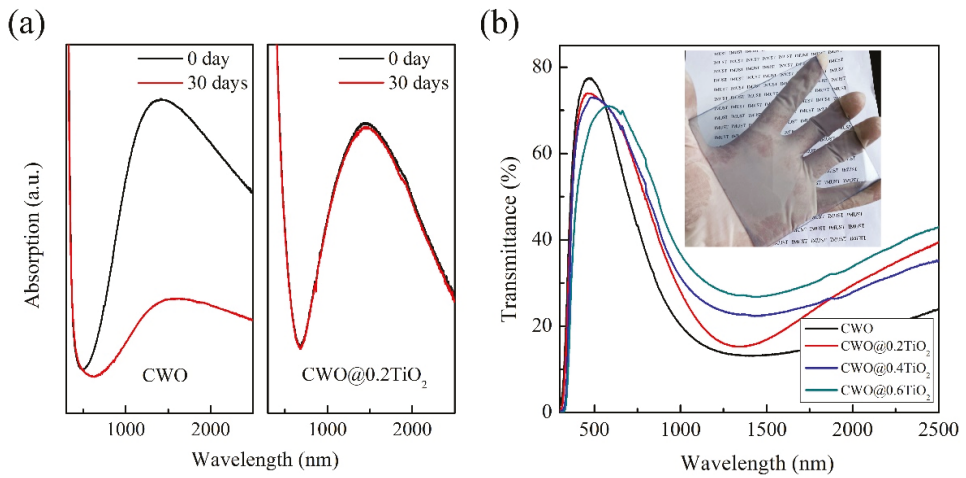 (a)
0 day
30 days
0 day
30 days
CWO
CWO@0.2TiO₂
Absorption (a.u.)
1000 2000 1000 2000
Wavelength (nm)
(b)
80
60
40
20
0
Transmittance (%)
CWO
CWO@0.2TiO₂
CWO@0.4TiO₂
CWO@0.6TiO₂
500 1000 1500 2000 2500
Wavelength (nm)